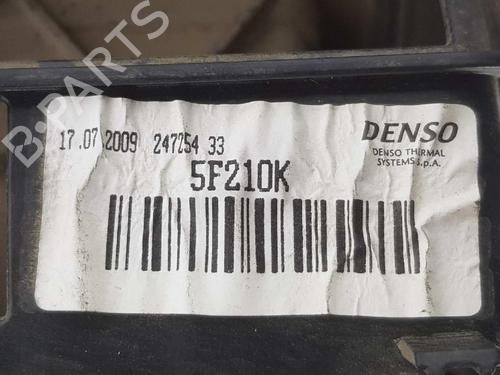 B-PARTS
17.07 2009 247254 33
DENSO
DENSO THERMAL
SYSTEMS S.p.A.
5F210K